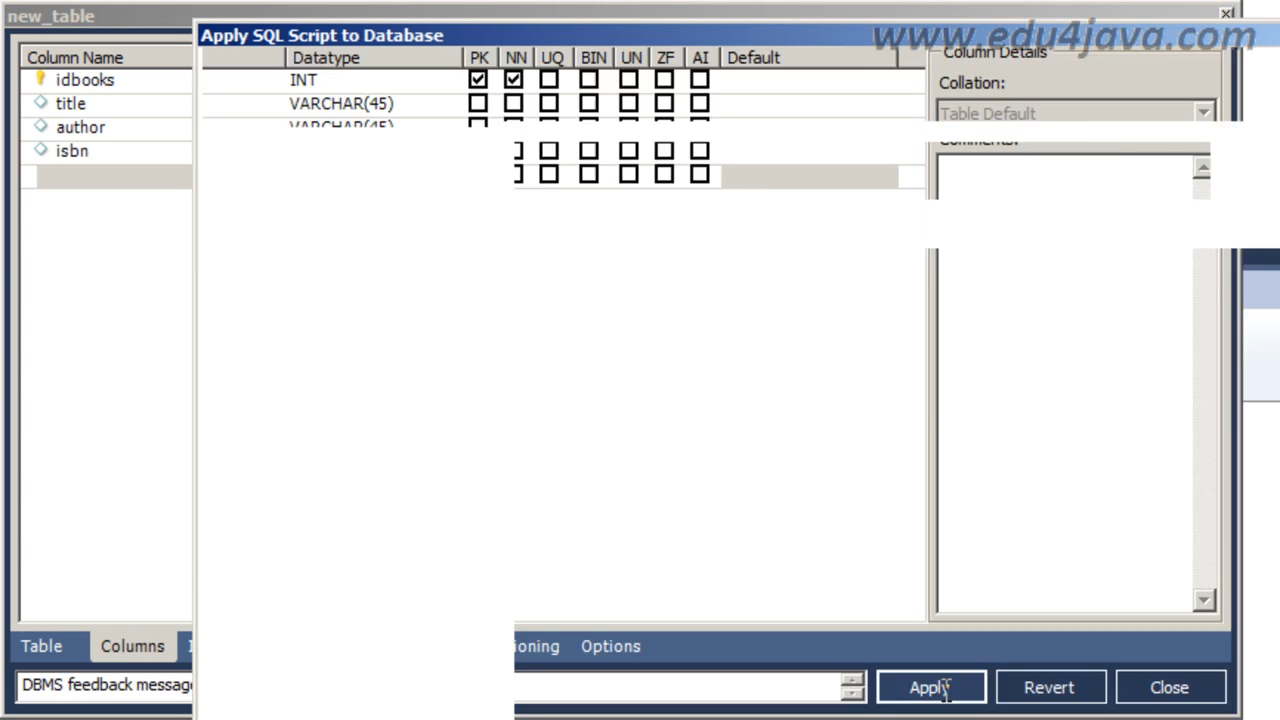 new_table
Apply SQL Script to Database
www.edu4java.com
Column Name Datatype PK NN UQ BIN UN ZF AI Default
Column Details
idbooks INT
Collation:
title VARCHAR(45)
Table Default
author VARCHAR(45)
Comments:
isbn
Table Columns ioning Options
DBMS feedback message
Apply Revert Close